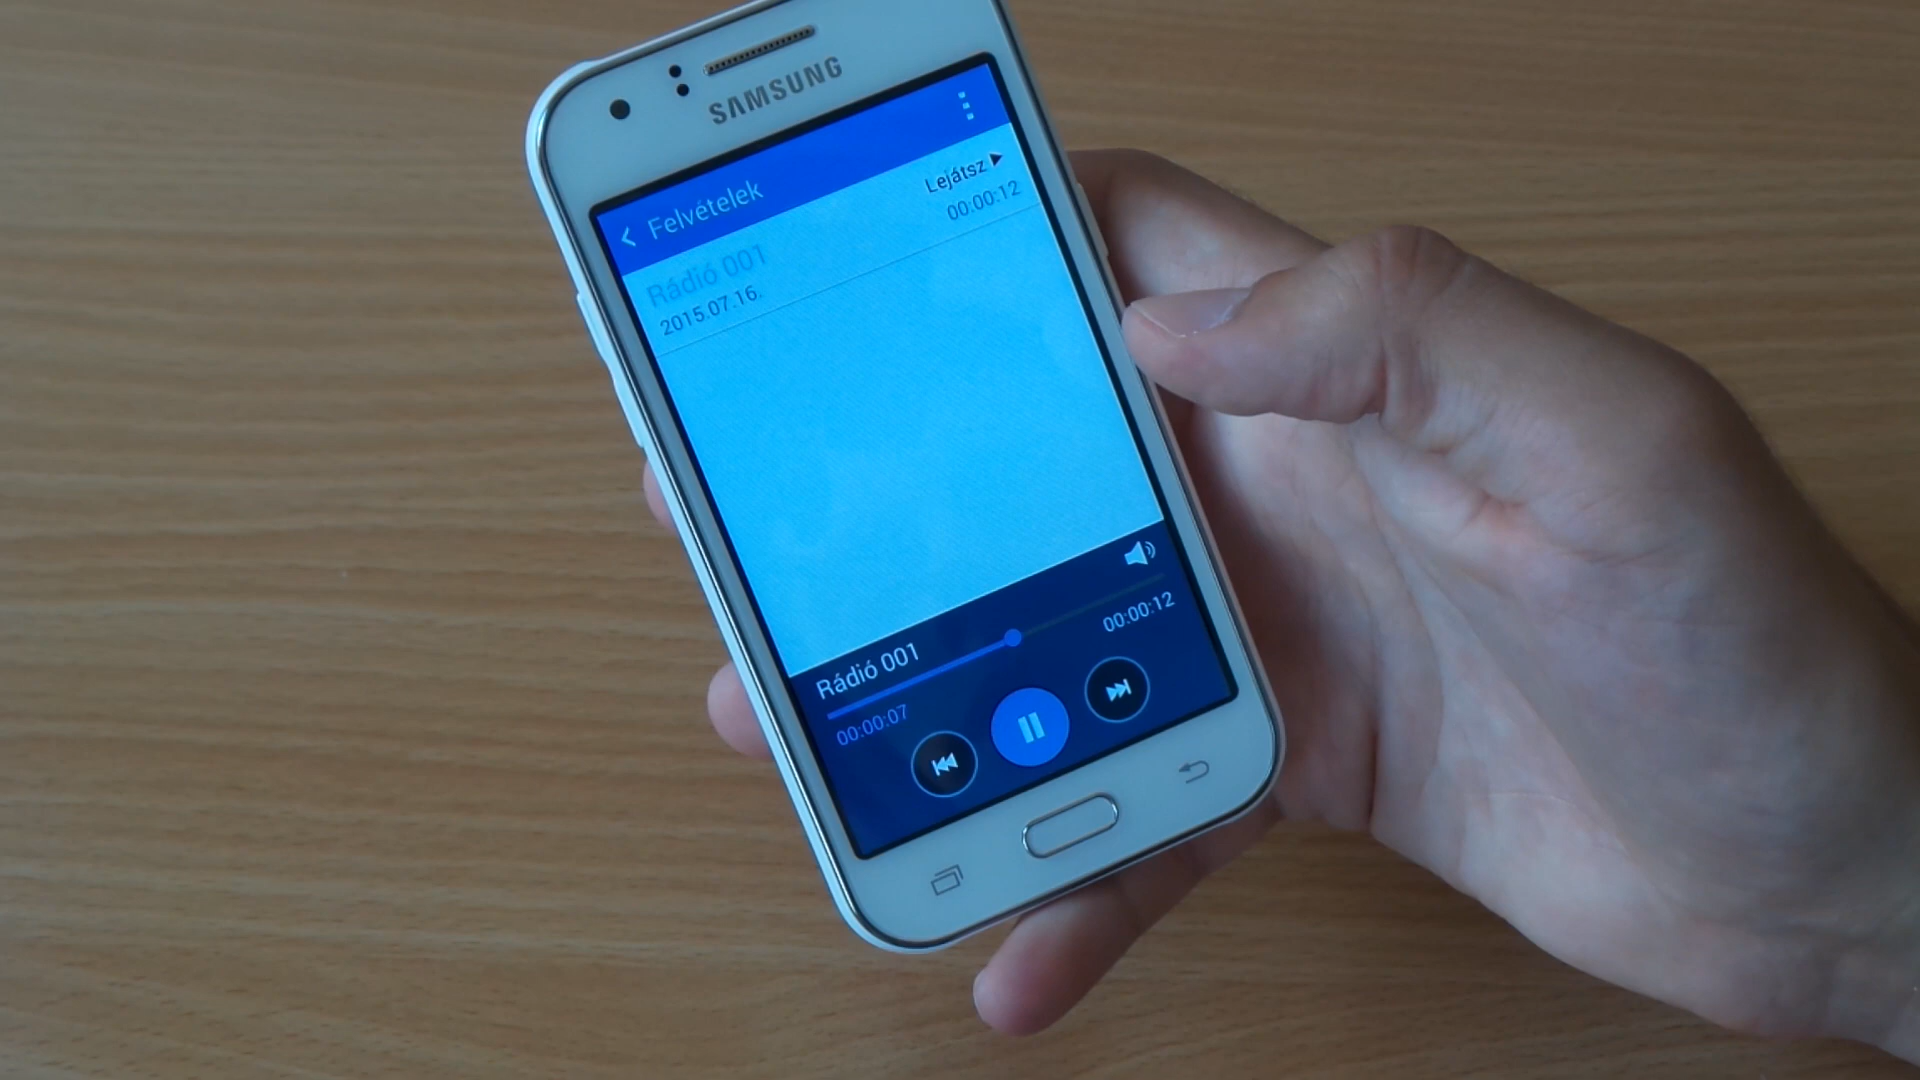 SAMSUNG
Felvételek
Lejátsz
Rádió 001
00:00:12
2015.07.16.
Rádió 001
00:00:07
00:00:12